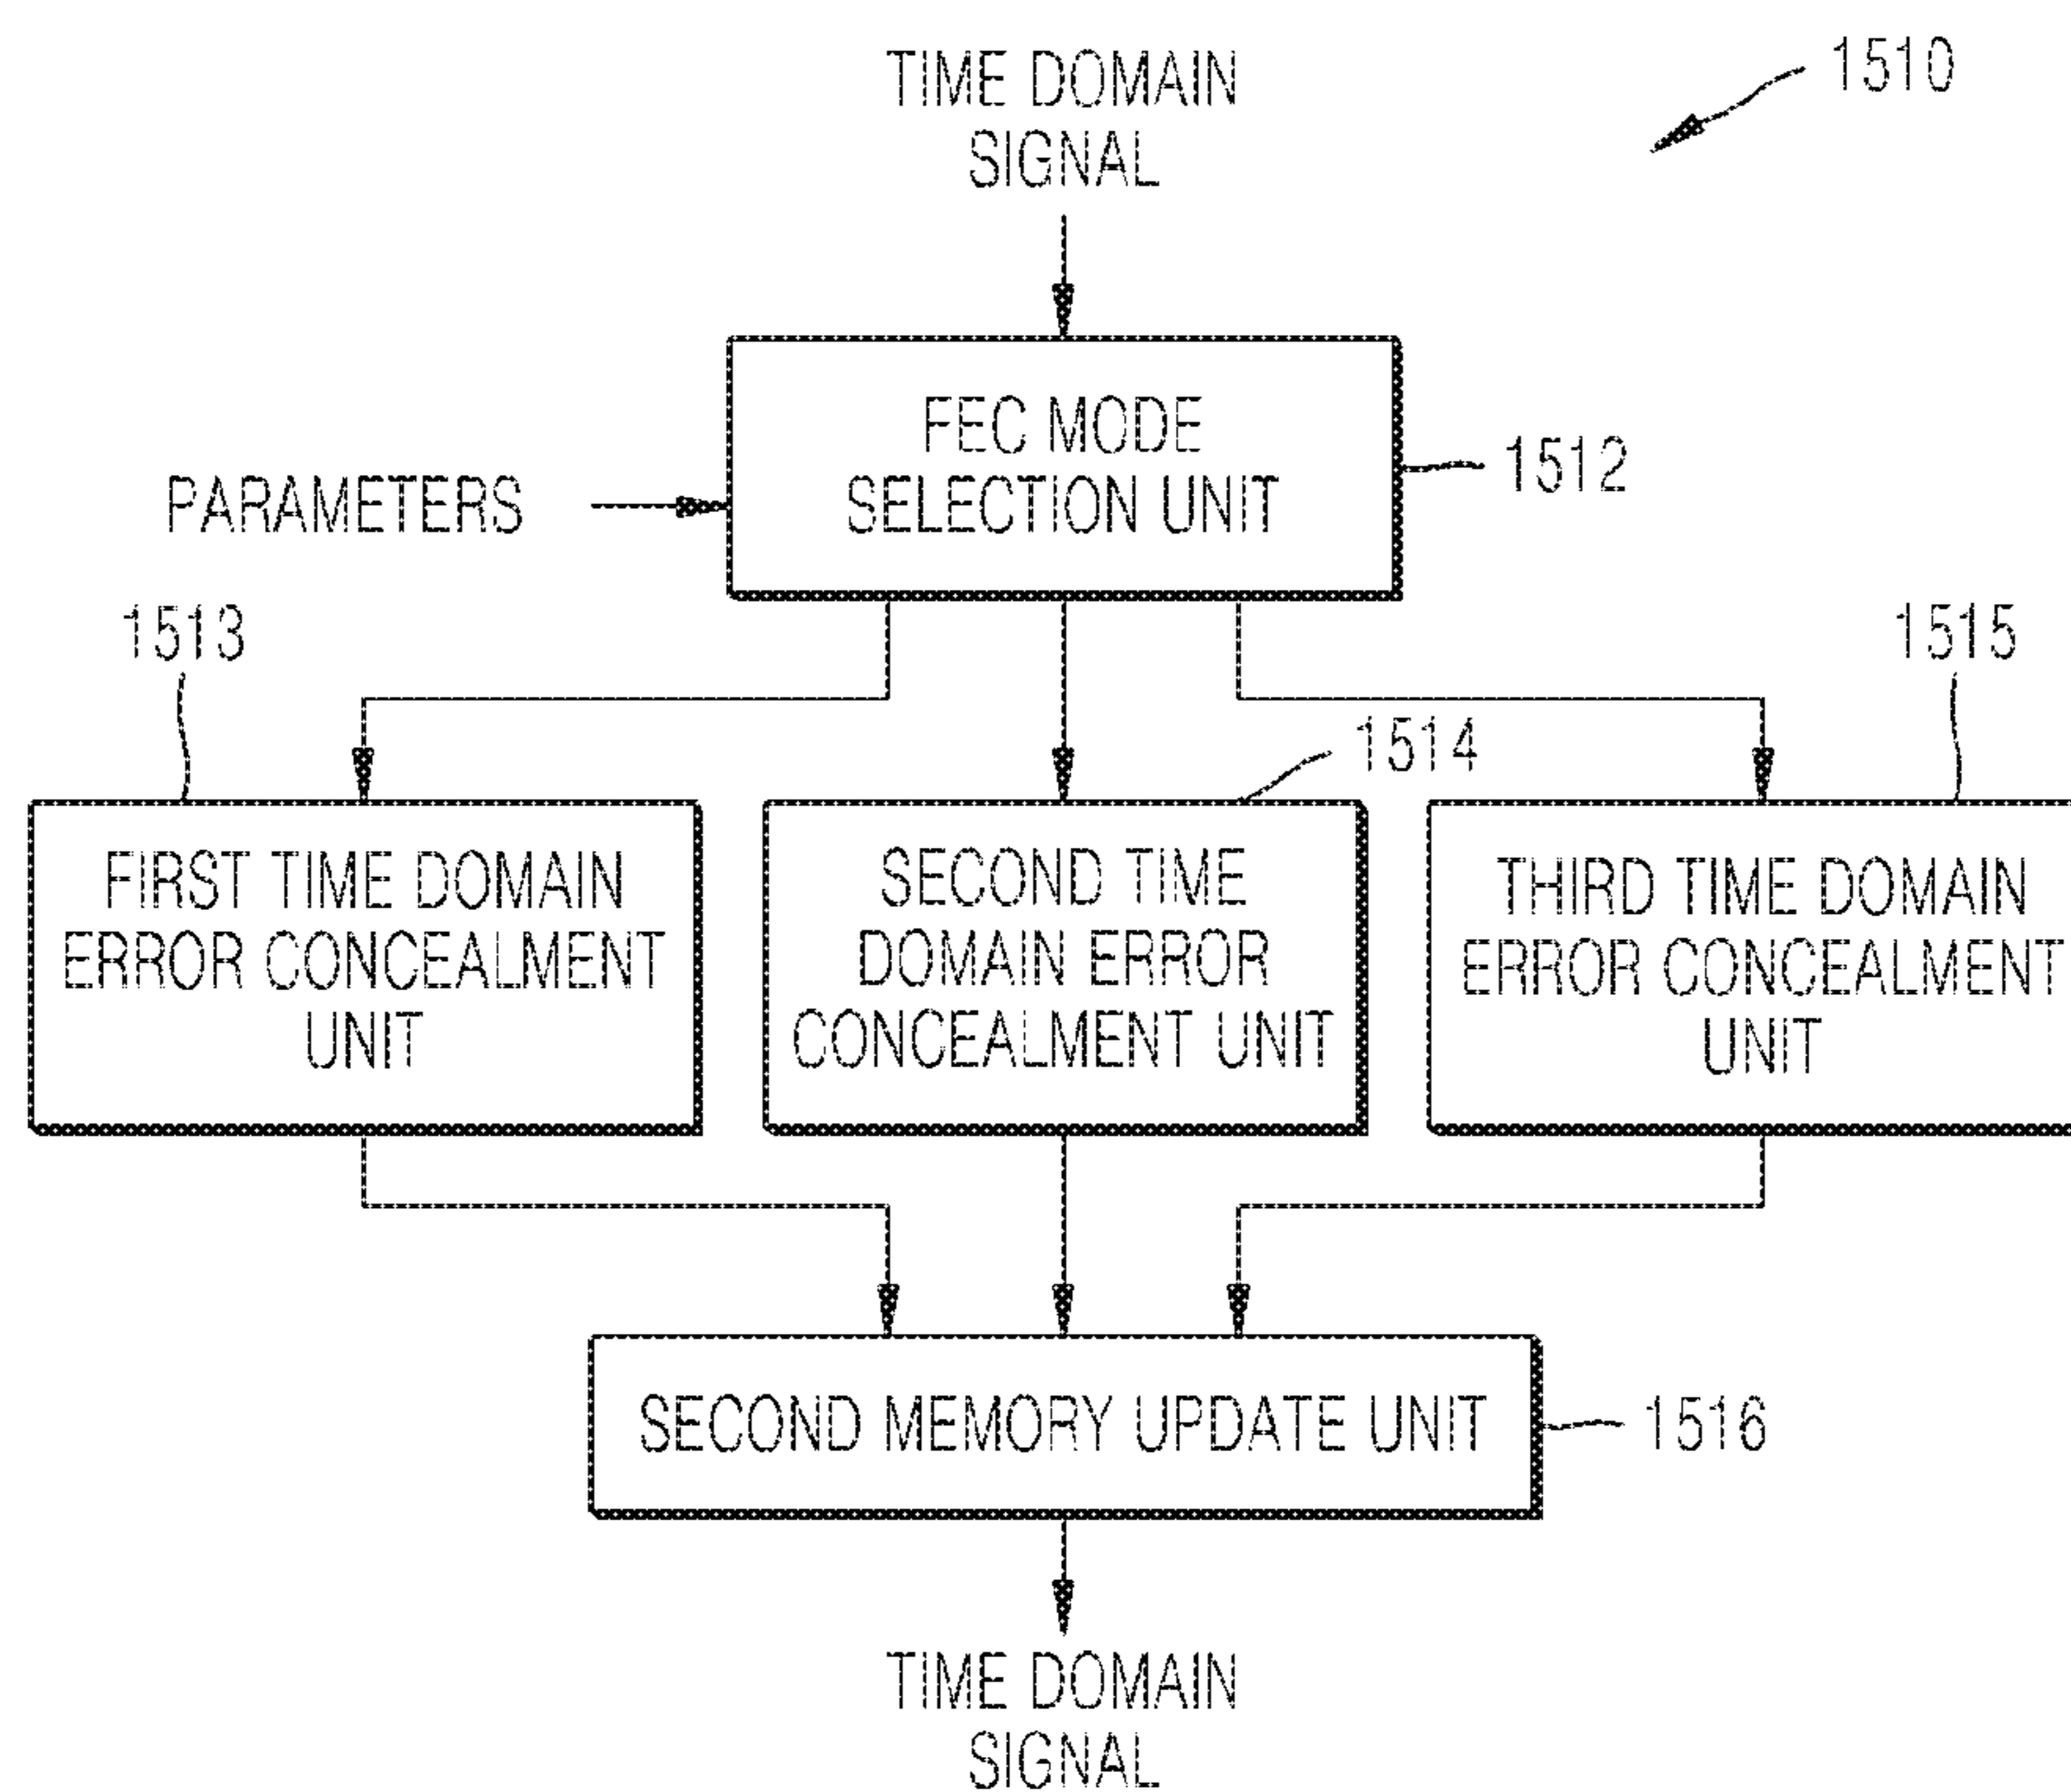 TIME DOMAIN
SIGNAL
1510
FEC MODE
SELECTION UNIT
1512
PARAMETERS
1513
1515
1514
FIRST TIME DOMAIN
ERROR CONCEALMENT
UNIT
SECOND TIME
DOMAIN ERROR
CONCEALMENT UNIT
THIRD TIME DOMAIN
ERROR CONCEALMENT
UNIT
SECOND MEMORY UPDATE UNIT
1516
TIME DOMAIN
SIGNAL